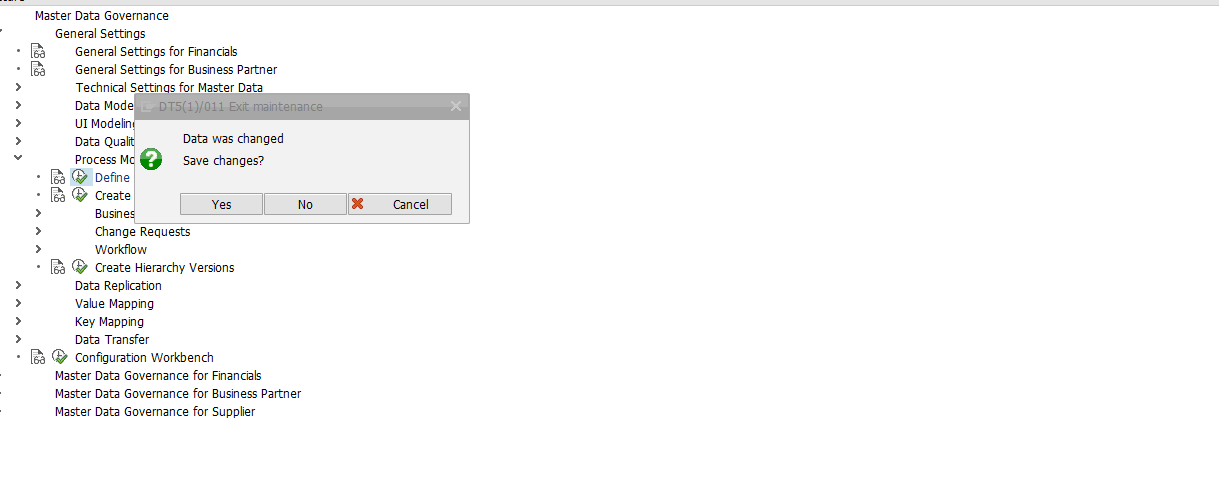 Master Data Governance
General Settings
General Settings for Financials
General Settings for Business Partner
Technical Settings for Master Data
Data Mode
DT5(1)/011 Exit maintenance
UI Modeling
Data was changed
Data Qualit
Process Mo
Save changes?
Define
Create
Yes
No
Cancel
Busines
Change Requests
Workflow
Create Hierarchy Versions
Data Replication
Value Mapping
Key Mapping
Data Transfer
Configuration Workbench
Master Data Governance for Financials
Master Data Governance for Business Partner
Master Data Governance for Supplier